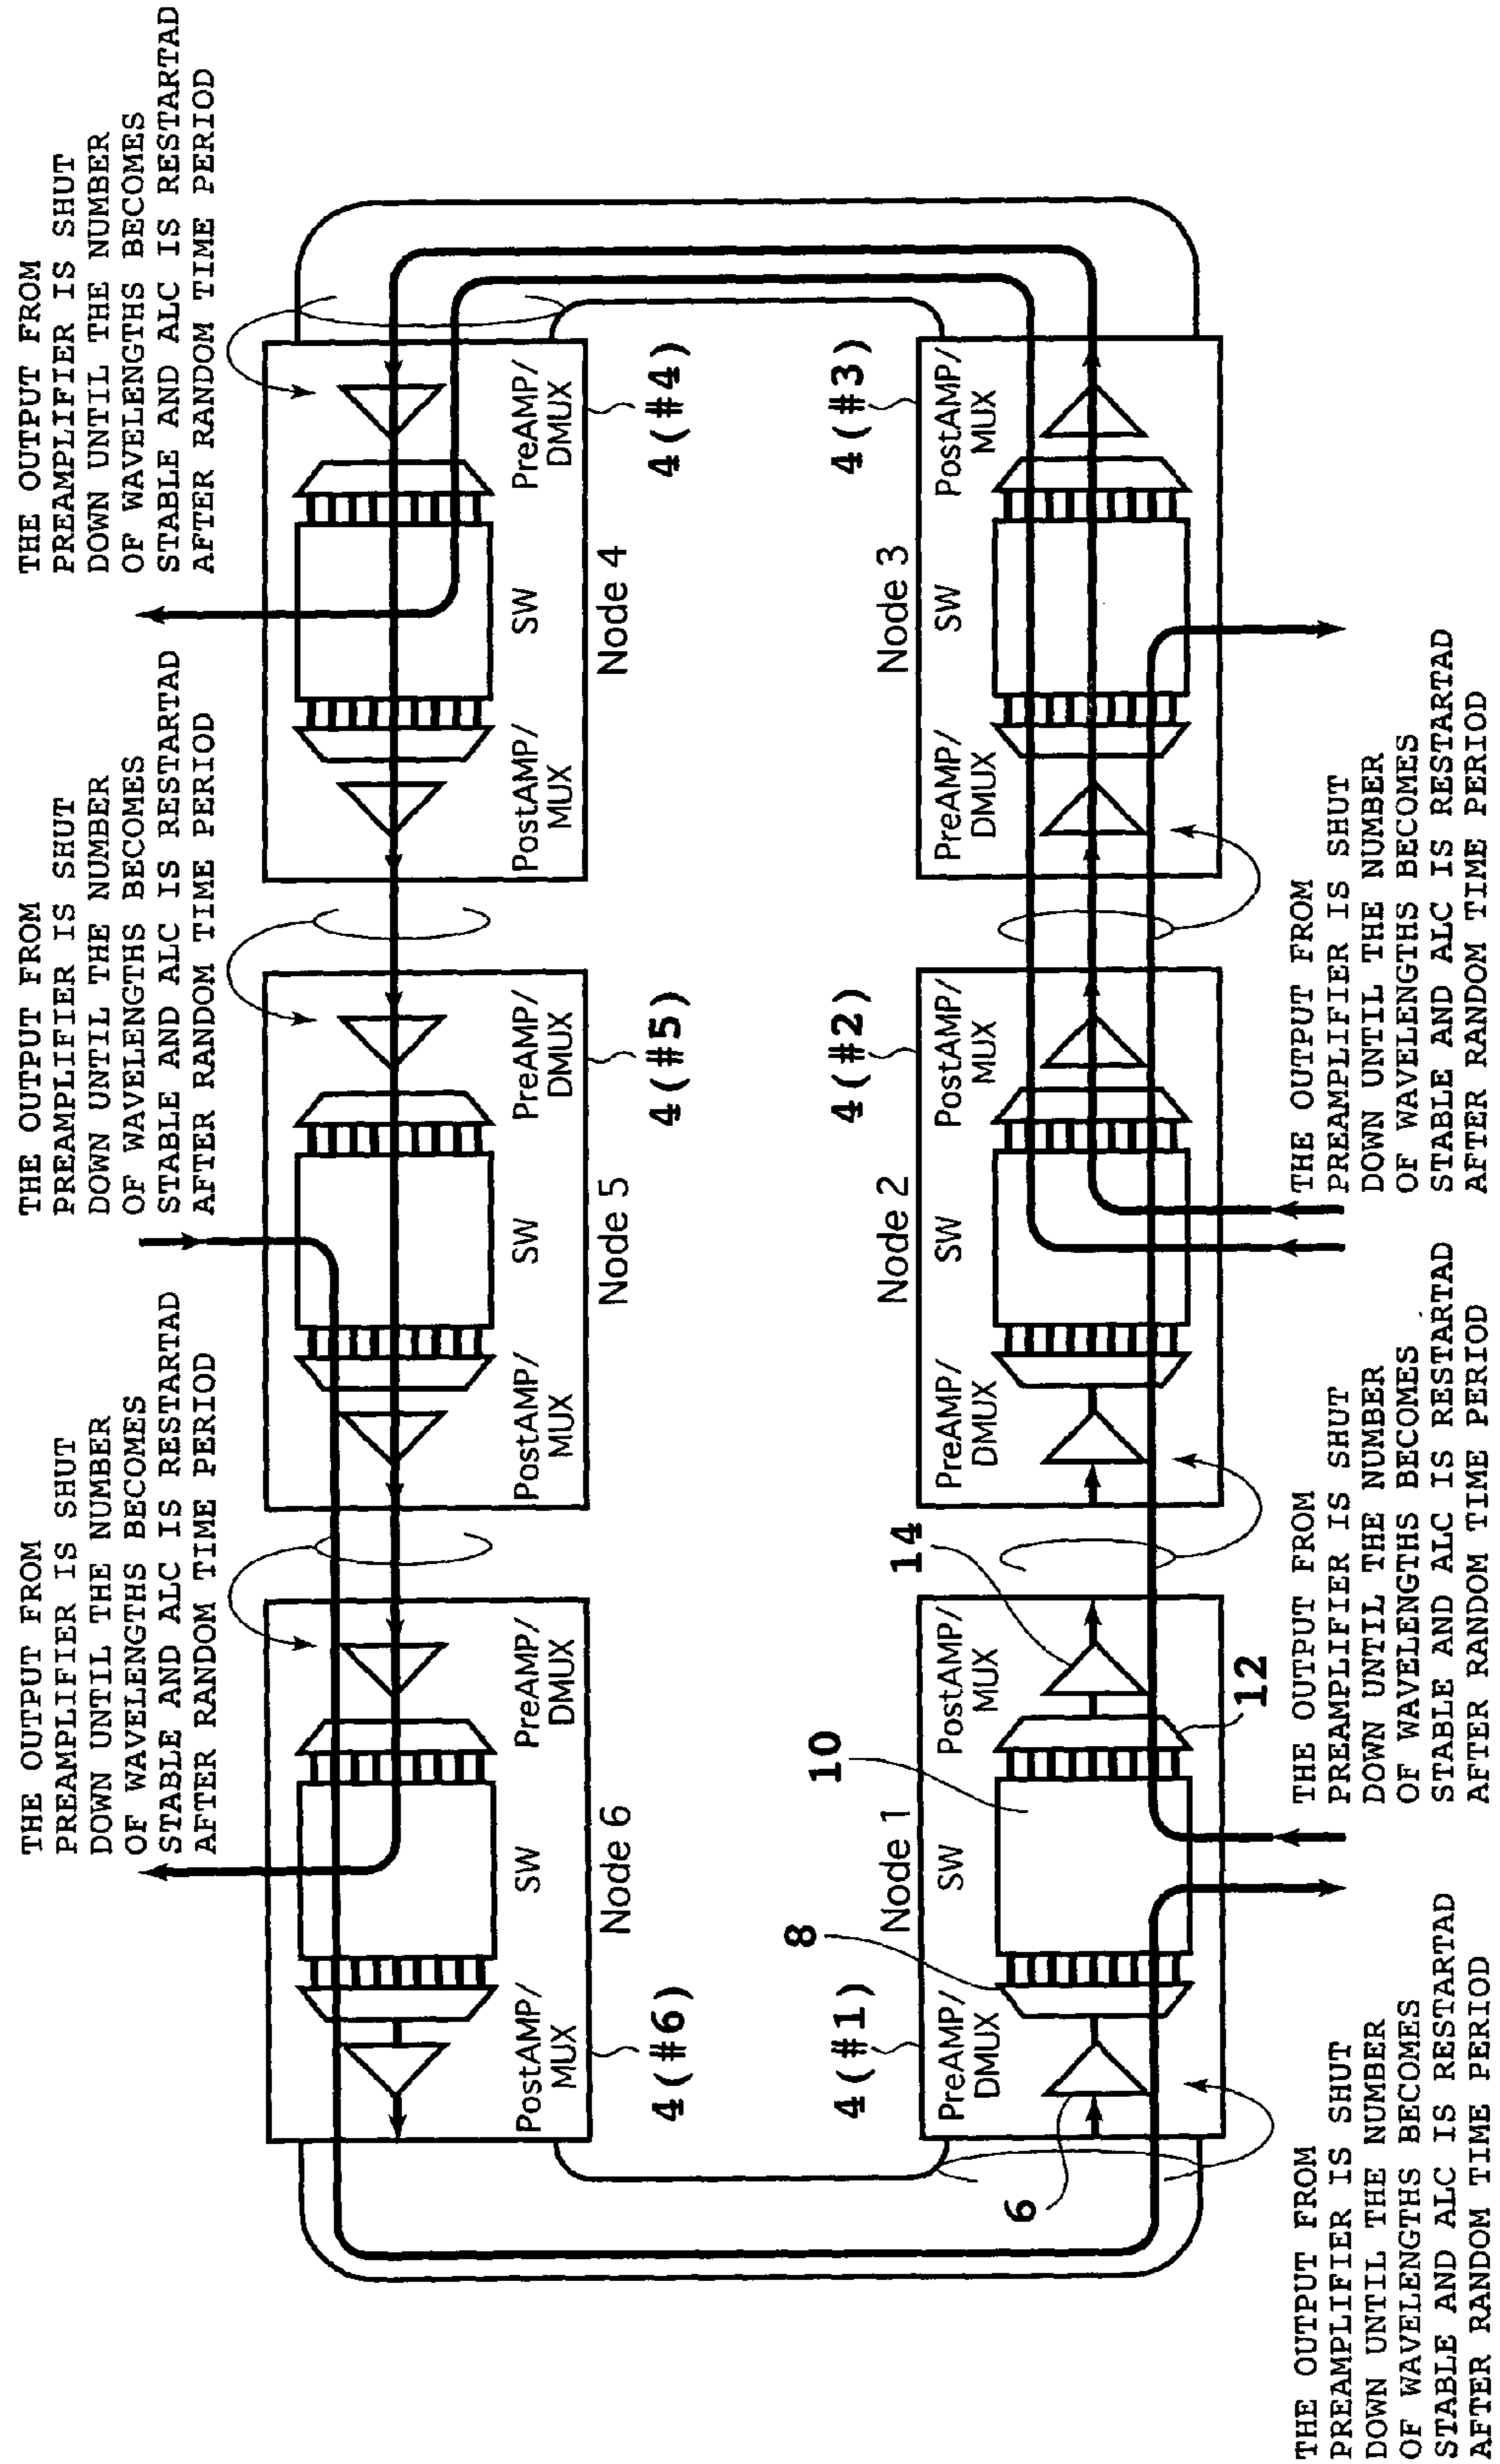 THE OUTPUT FROM
PREAMPLIFIER IS SHUT
DOWN UNTIL THE NUMBER
OF WAVELENGTHS BECOMES
STABLE AND ALC IS RESTARTAD
AFTER RANDOM TIME PERIOD
THE OUTPUT FROM
PREAMPLIFIER IS SHUT
DOWN UNTIL THE NUMBER
OF WAVELENGTHS BECOMES
STABLE AND ALC IS RESTARTAD
AFTER RANDOM TIME PERIOD
THE OUTPUT FROM
PREAMPLIFIER IS SHUT
DOWN UNTIL THE NUMBER
OF WAVELENGTHS BECOMES
STABLE AND ALC IS RESTARTAD
AFTER RANDOM TIME PERIOD
PostAMP/
MUX
SW
PreAMP/
DMUX
Node 6
4(#6)
PostAMP/
MUX
SW
PreAMP/
DMUX
Node 5
4(#5)
PostAMP/
MUX
SW
PreAMP/
DMUX
Node 4
4(#4)
4(#1)
8
Node 1
10
PreAMP/
DMUX
SW
PostAMP/
MUX
14
6
12
4(#2)
Node 2
PreAMP/
DMUX
SW
PostAMP/
MUX
4(#3)
Node 3
PreAMP/
DMUX
SW
PostAMP/
MUX
THE OUTPUT FROM
PREAMPLIFIER IS SHUT
DOWN UNTIL THE NUMBER
OF WAVELENGTHS BECOMES
STABLE AND ALC IS RESTARTAD
AFTER RANDOM TIME PERIOD
THE OUTPUT FROM
PREAMPLIFIER IS SHUT
DOWN UNTIL THE NUMBER
OF WAVELENGTHS BECOMES
STABLE AND ALC IS RESTARTAD
AFTER RANDOM TIME PERIOD
THE OUTPUT FROM
PREAMPLIFIER IS SHUT
DOWN UNTIL THE NUMBER
OF WAVELENGTHS BECOMES
STABLE AND ALC IS RESTARTAD
AFTER RANDOM TIME PERIOD